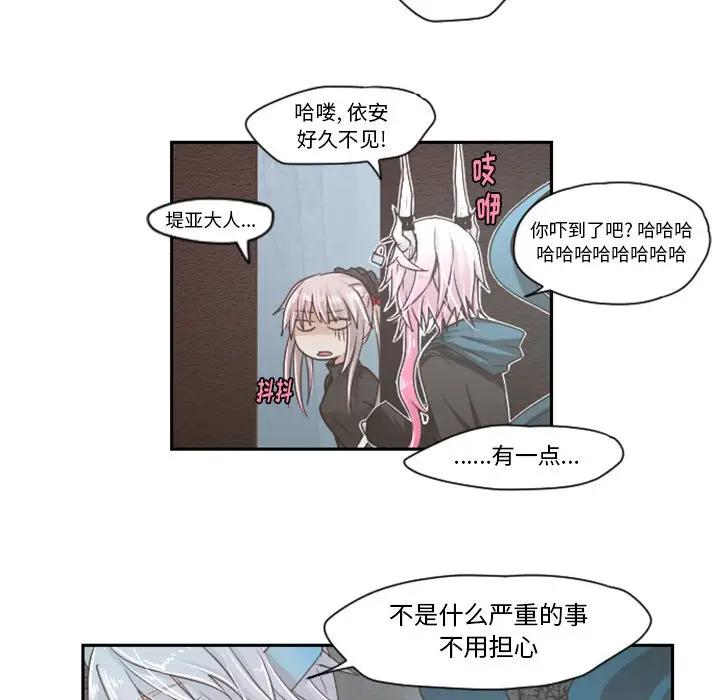 哈喽, 依安
好久不见!
堤亚大人...
吱
咿
你吓到了吧? 哈哈哈
哈哈哈哈哈哈哈哈
抖抖
......有一点...
不是什么严重的事
不用担心